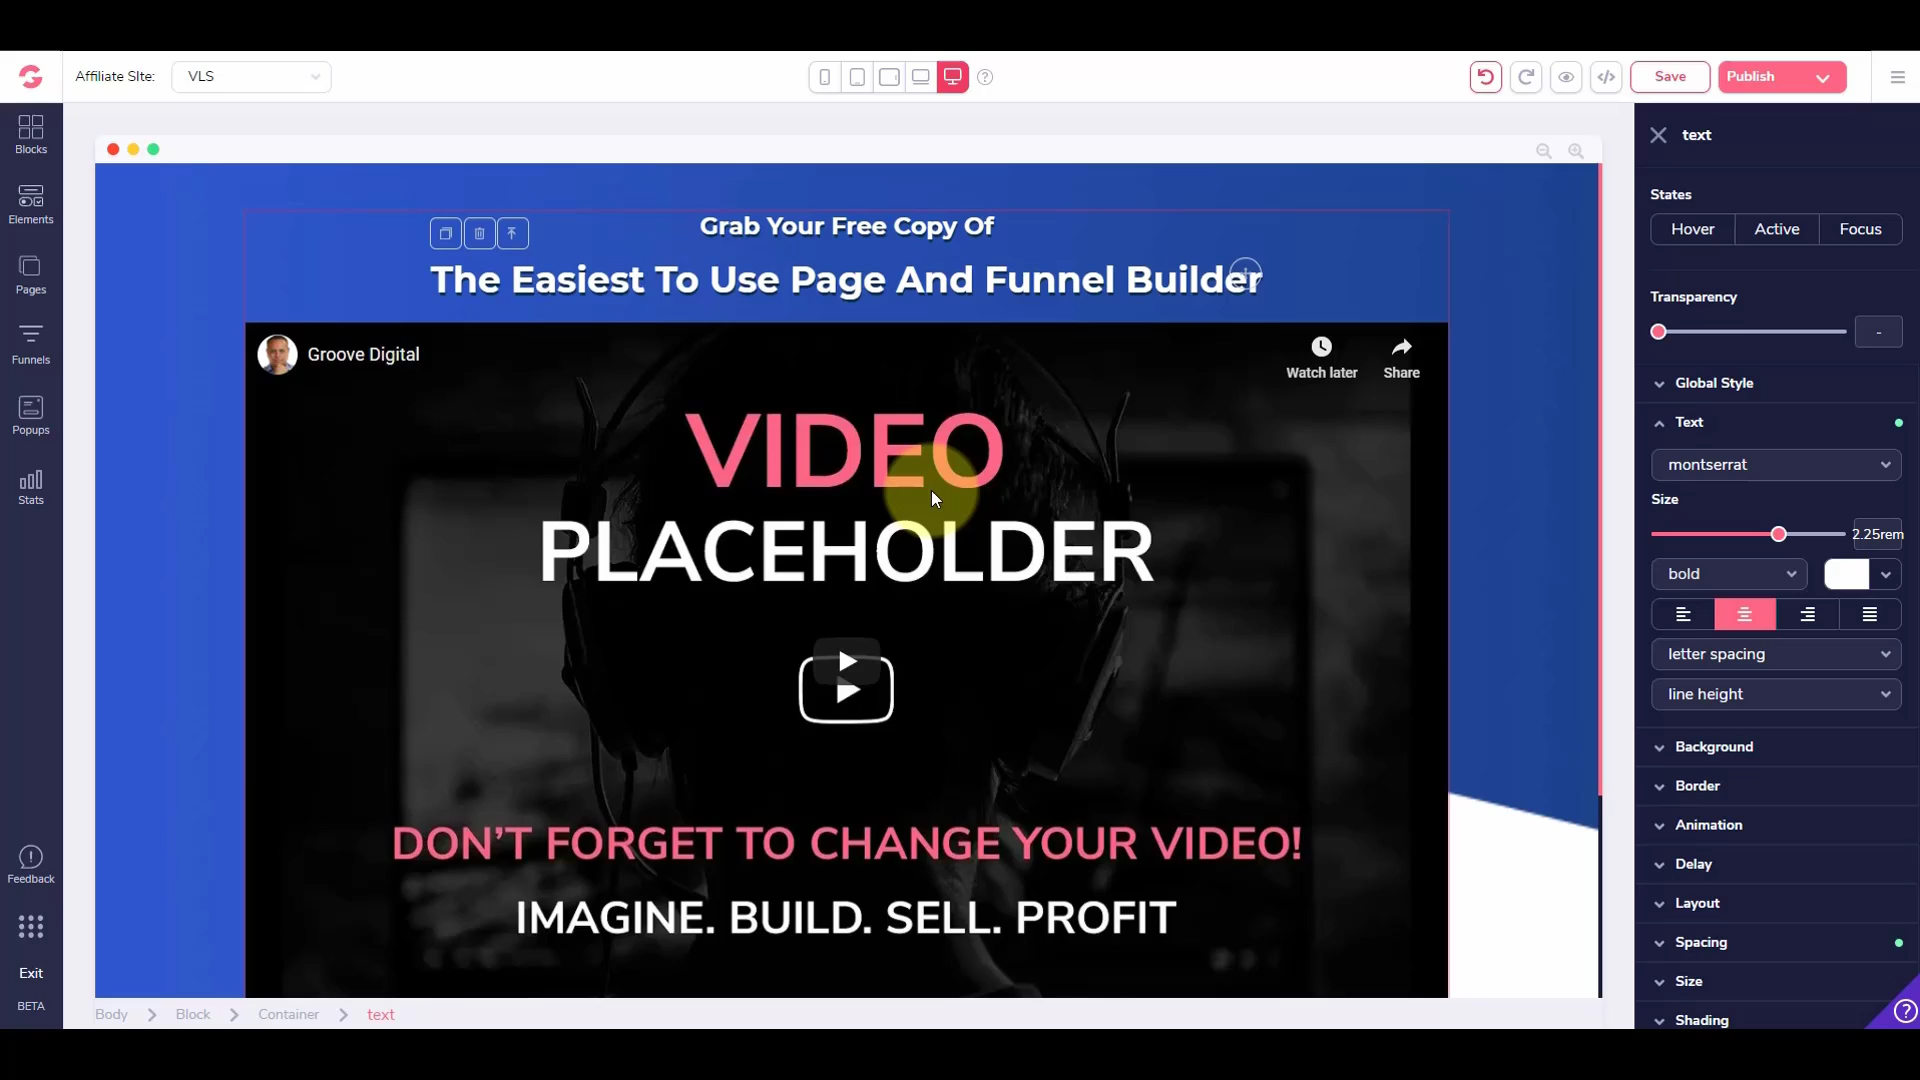 Affiliate SIte: VLS
Save
Publish
Blocks
Elements
Pages
Funnels
Popups
Stats
Feedback
Exit
BETA
Grab Your Free Copy Of
The Easiest To Use Page And Funnel Builder
Groove Digital
Watch later
Share
VIDEO
PLACEHOLDER
DON'T FORGET TO CHANGE YOUR VIDEO!
IMAGINE. BUILD. SELL. PROFIT
Body
Block
Container
text
text
States
Hover Active Focus
Transparency
-
Global Style
Text
montserrat
Size
2.25rem
bold
letter spacing
line height
Background
Border
Animation
Delay
Layout
Spacing
Size
Shading